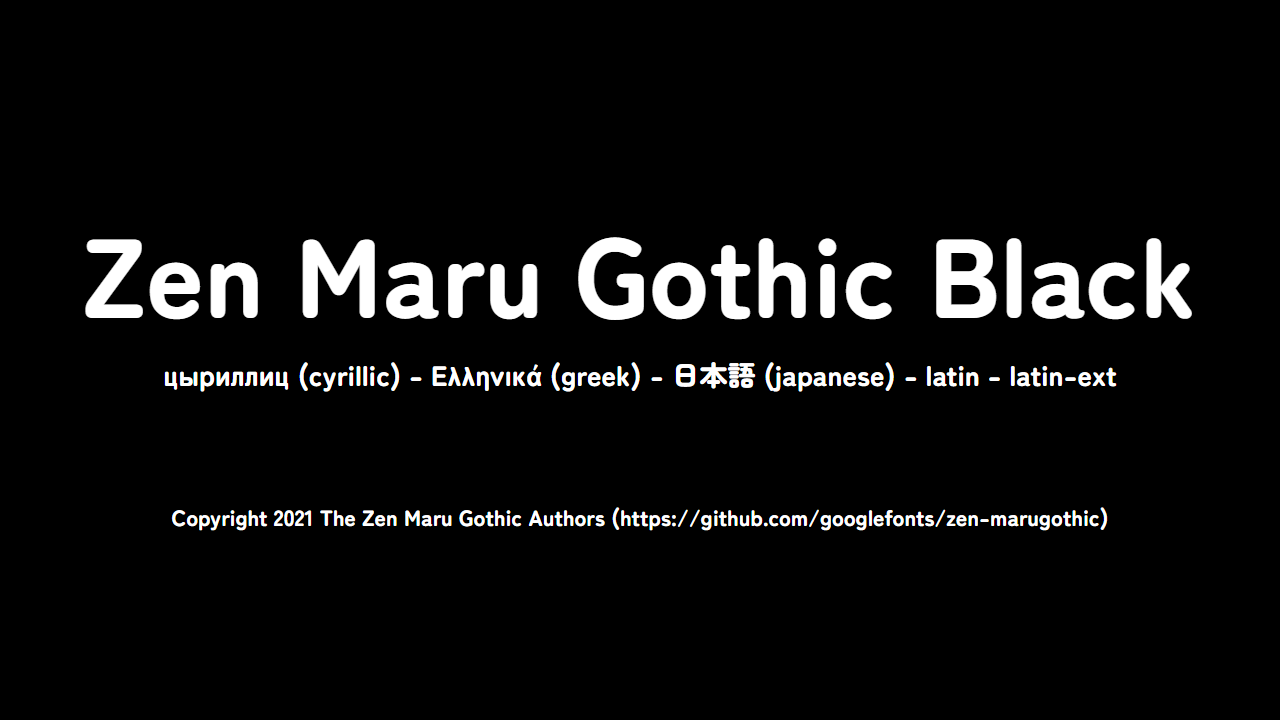 Zen Maru Gothic Black
цыриллиц (cyrillic) - Ελληνικά (greek) - 日本語 (japanese) - latin - latin-ext
Copyright 2021 The Zen Maru Gothic Authors (https://github.com/googlefonts/zen-marugothic)